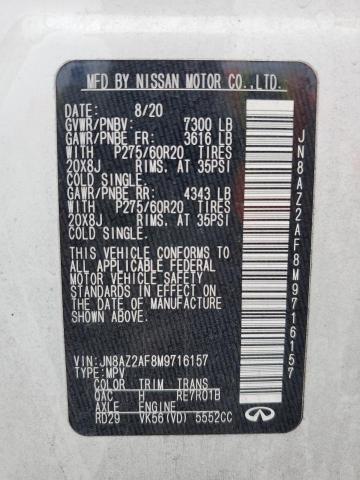 MFD BY NISSAN MOTOR CO.,LTD.
DATE: 8/20
GVWR/PNBV: 7300 LB
GAWR/PNBE FR: 3616 LB
WITH P275/60R20 TIRES
20X8J RIMS. AT 35PSI
COLD SINGLE
GAWR/PNBE RR: 4343 LB
WITH P275/60R20 TIRES
20X8J RIMS. AT 35PSI
COLD SINGLE
THIS VEHICLE CONFORMS TO
ALL APPLICABLE FEDERAL
MOTOR VEHICLE SAFETY
STANDARDS IN EFFECT ON
THE DATE OF MANUFACTURE
SHOWN ABOVE.
VIN: JN8AZ2AF8M9716157
TYPE: MPV
COLOR TRIM TRANS
QAC H RE7R01B
AXLE ENGINE
RD29 VK56(VD) 5552CC
INFINITI
JN8AZ2AF8M9716157